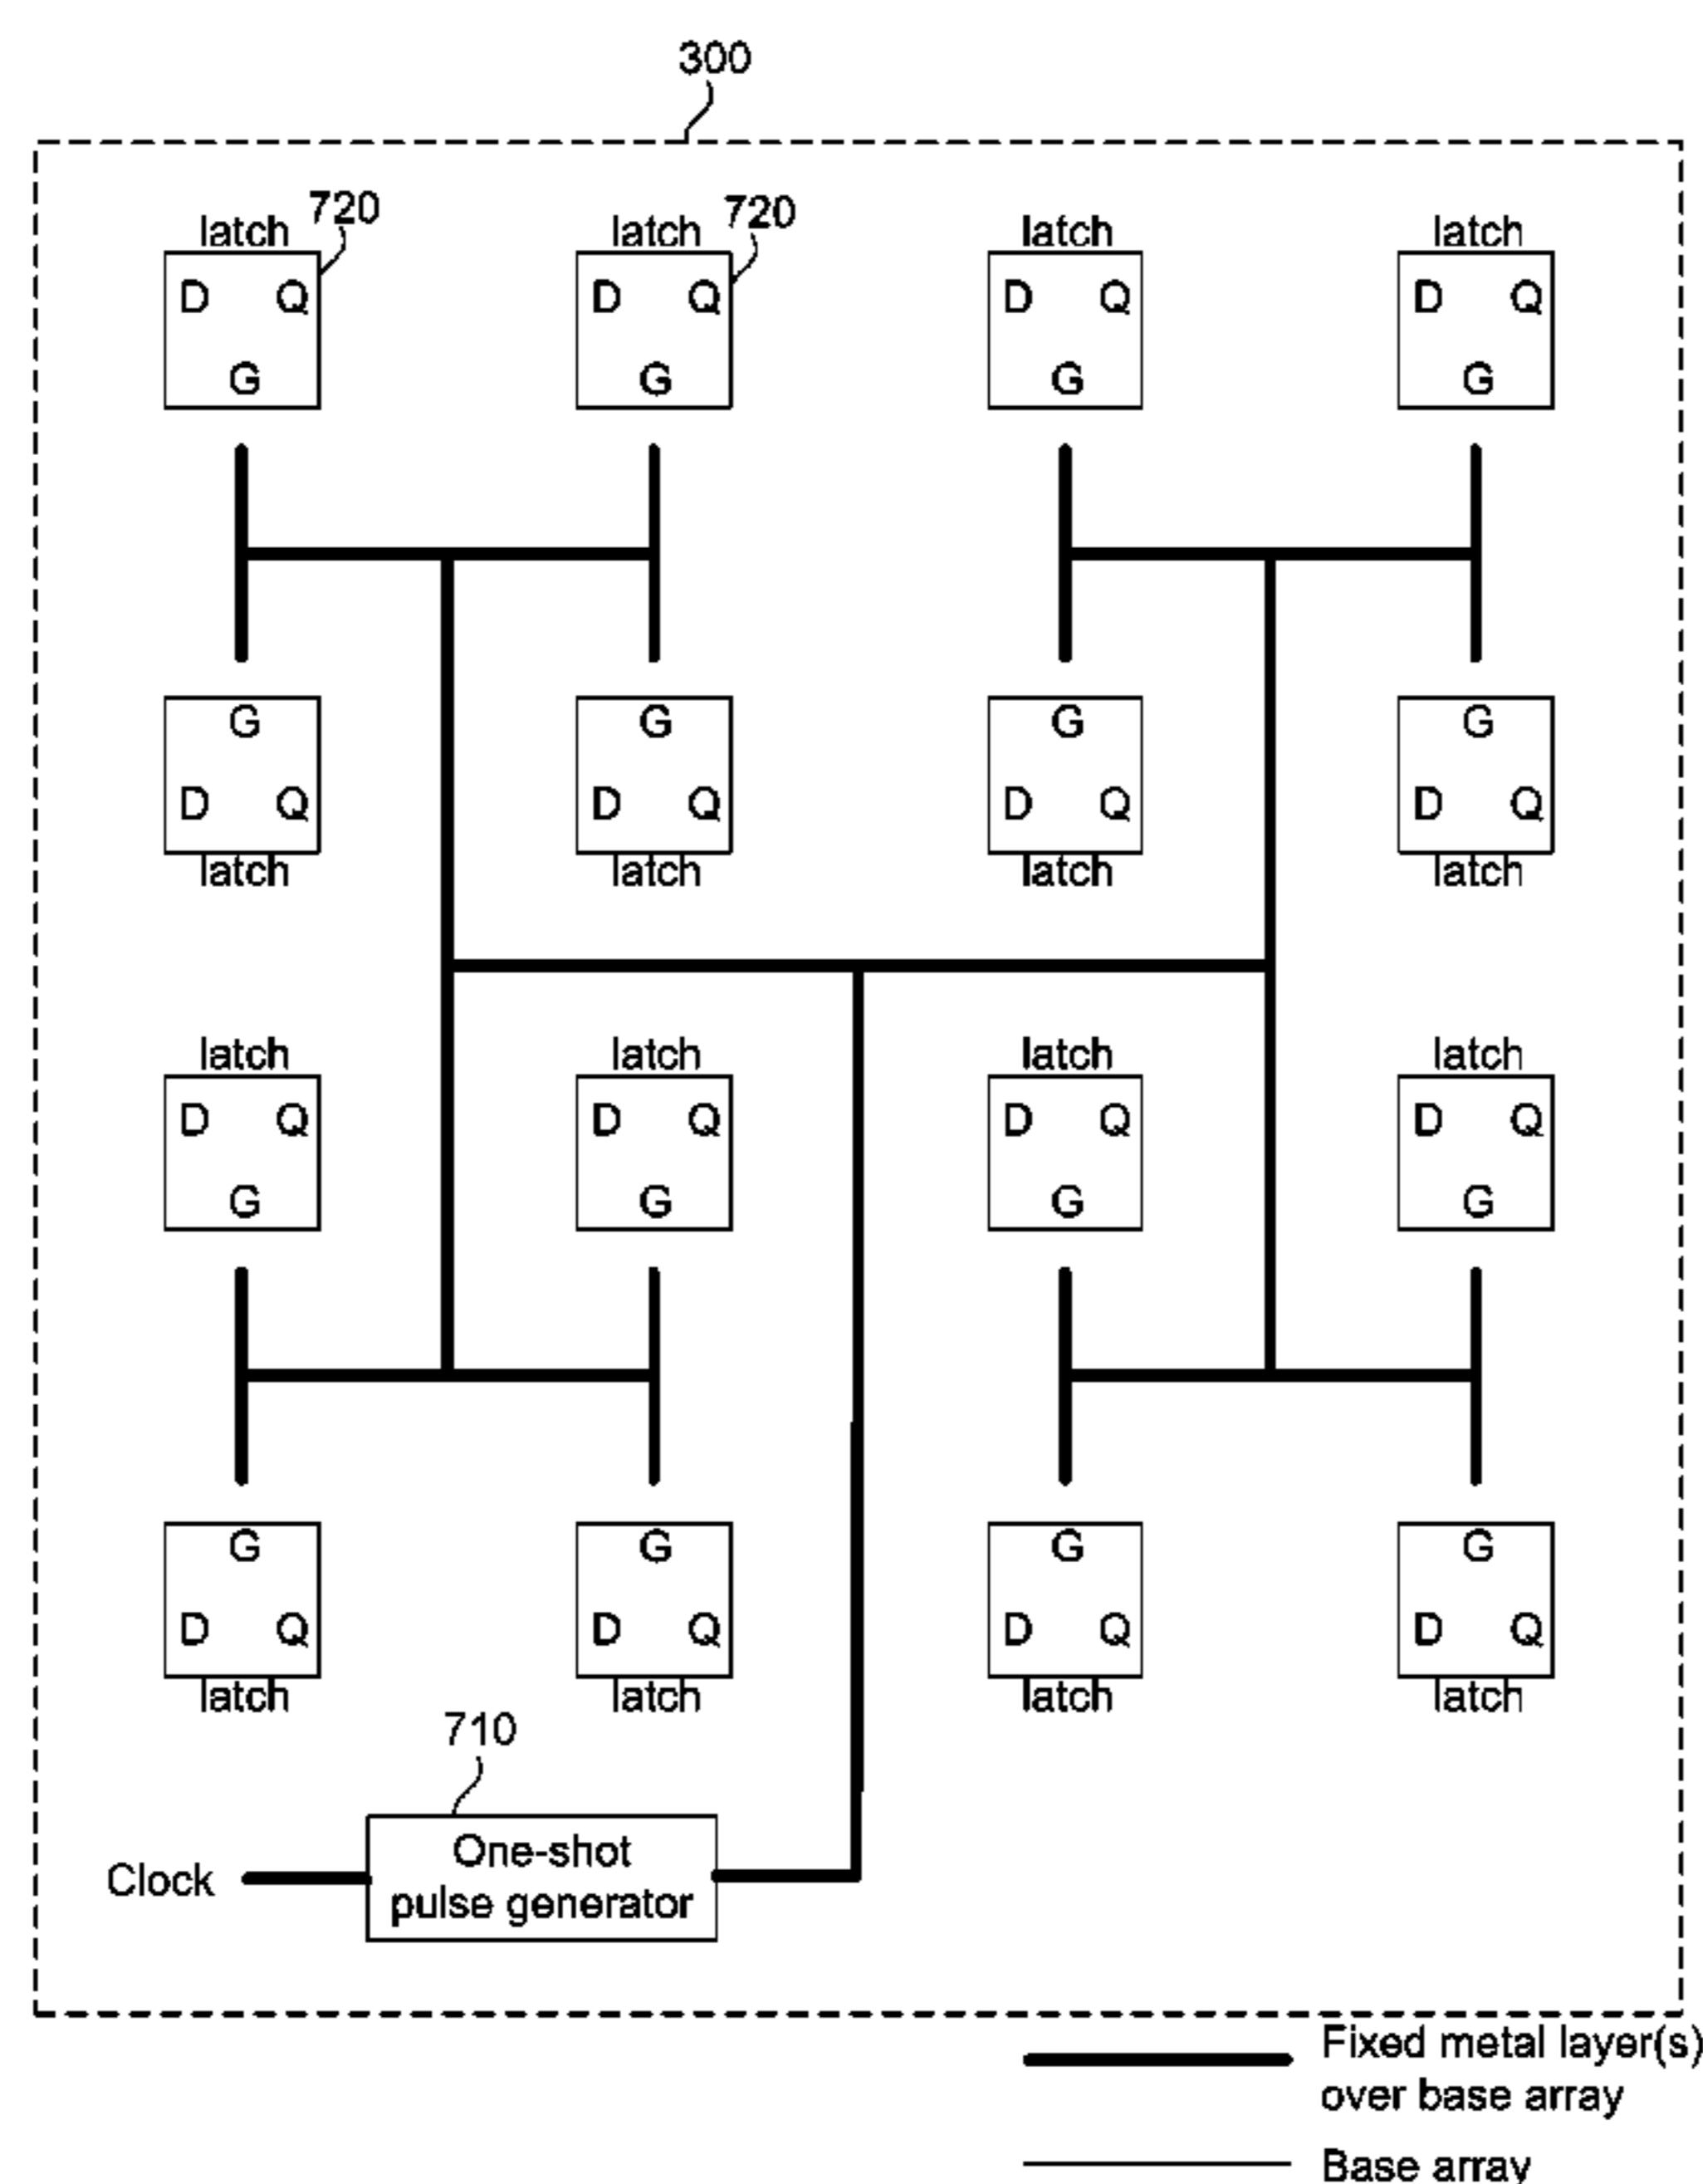 300
720 720
latch latch latch latch
D Q D Q D Q D Q
G G G G
G G G G
D Q D Q D Q D Q
latch latch latch latch
latch latch latch latch
D Q D Q D Q D Q
G G G G
G G G G
D Q D Q D Q D Q
latch latch latch latch
710
Clock
One-shot
pulse generator
Fixed metal layer(s)
over base array
Base array